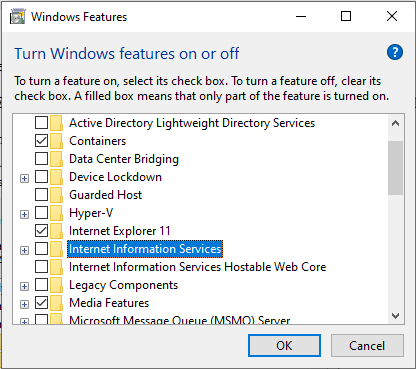 Windows Features
Turn Windows features on or off
To turn a feature on, select its check box. To turn a feature off, clear its
check box. A filled box means that only part of the feature is turned on.
Active Directory Lightweight Directory Services
Containers
Data Center Bridging
Device Lockdown
Guarded Host
Hyper-V
Internet Explorer 11
Internet Information Services
Internet Information Services Hostable Web Core
Legacy Components
Media Features
Microsoft Message Queue (MSMQ) Server
OK
Cancel